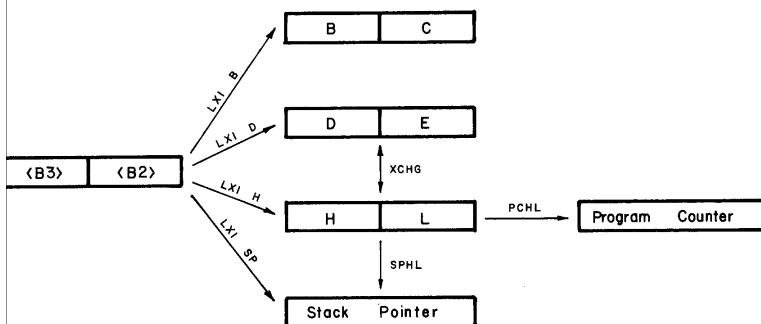 B C
LXI B
D E
LXI D
<B3> <B2>
XCHG
LXI H
H L
PCHL
Program Counter
LXI SP
SPHL
Stack Pointer